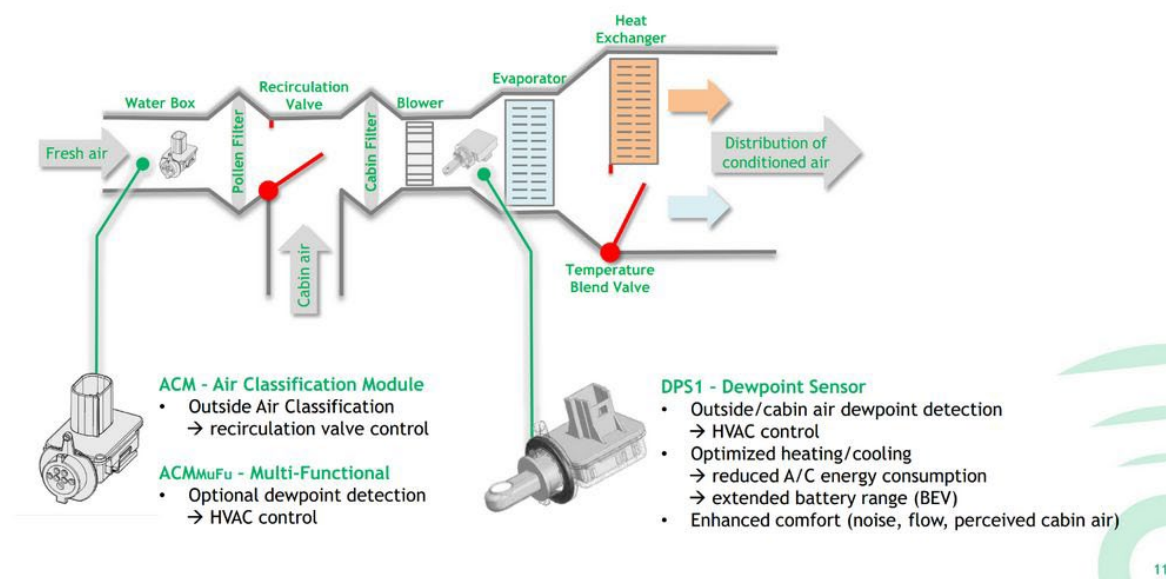 Heat
Exchanger
Evaporator
Recirculation
Valve
Water Box
Blower
Fresh air
Pollen Filter
Cabin Filter
Distribution of
conditioned air
Cabin air
Temperature
Blend Valve
ACM - Air Classification Module
• Outside Air Classification
→ recirculation valve control
ACMMuFu - Multi-Functional
• Optional dewpoint detection
→ HVAC control
DPS1 - Dewpoint Sensor
• Outside/cabin air dewpoint detection
→ HVAC control
• Optimized heating/cooling
→ reduced A/C energy consumption
→ extended battery range (BEV)
• Enhanced comfort (noise, flow, perceived cabin air)
11